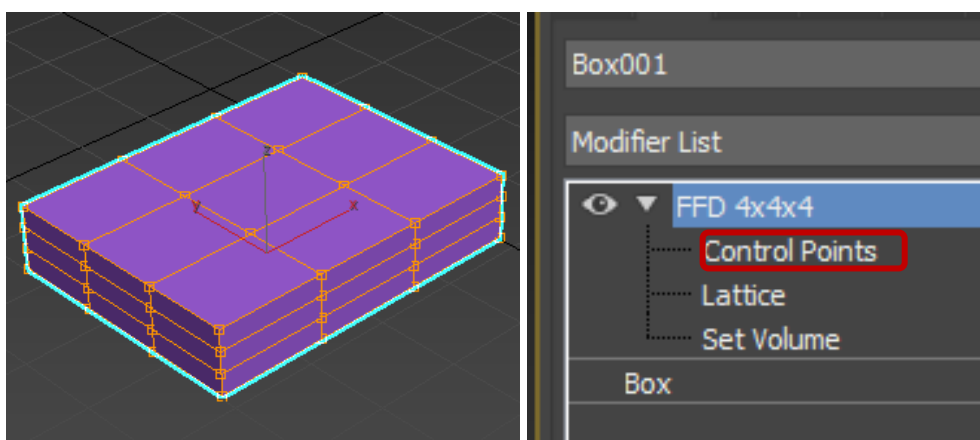 z
y
x
Box001
Modifier List
FFD 4x4x4
Control Points
Lattice
Set Volume
Box